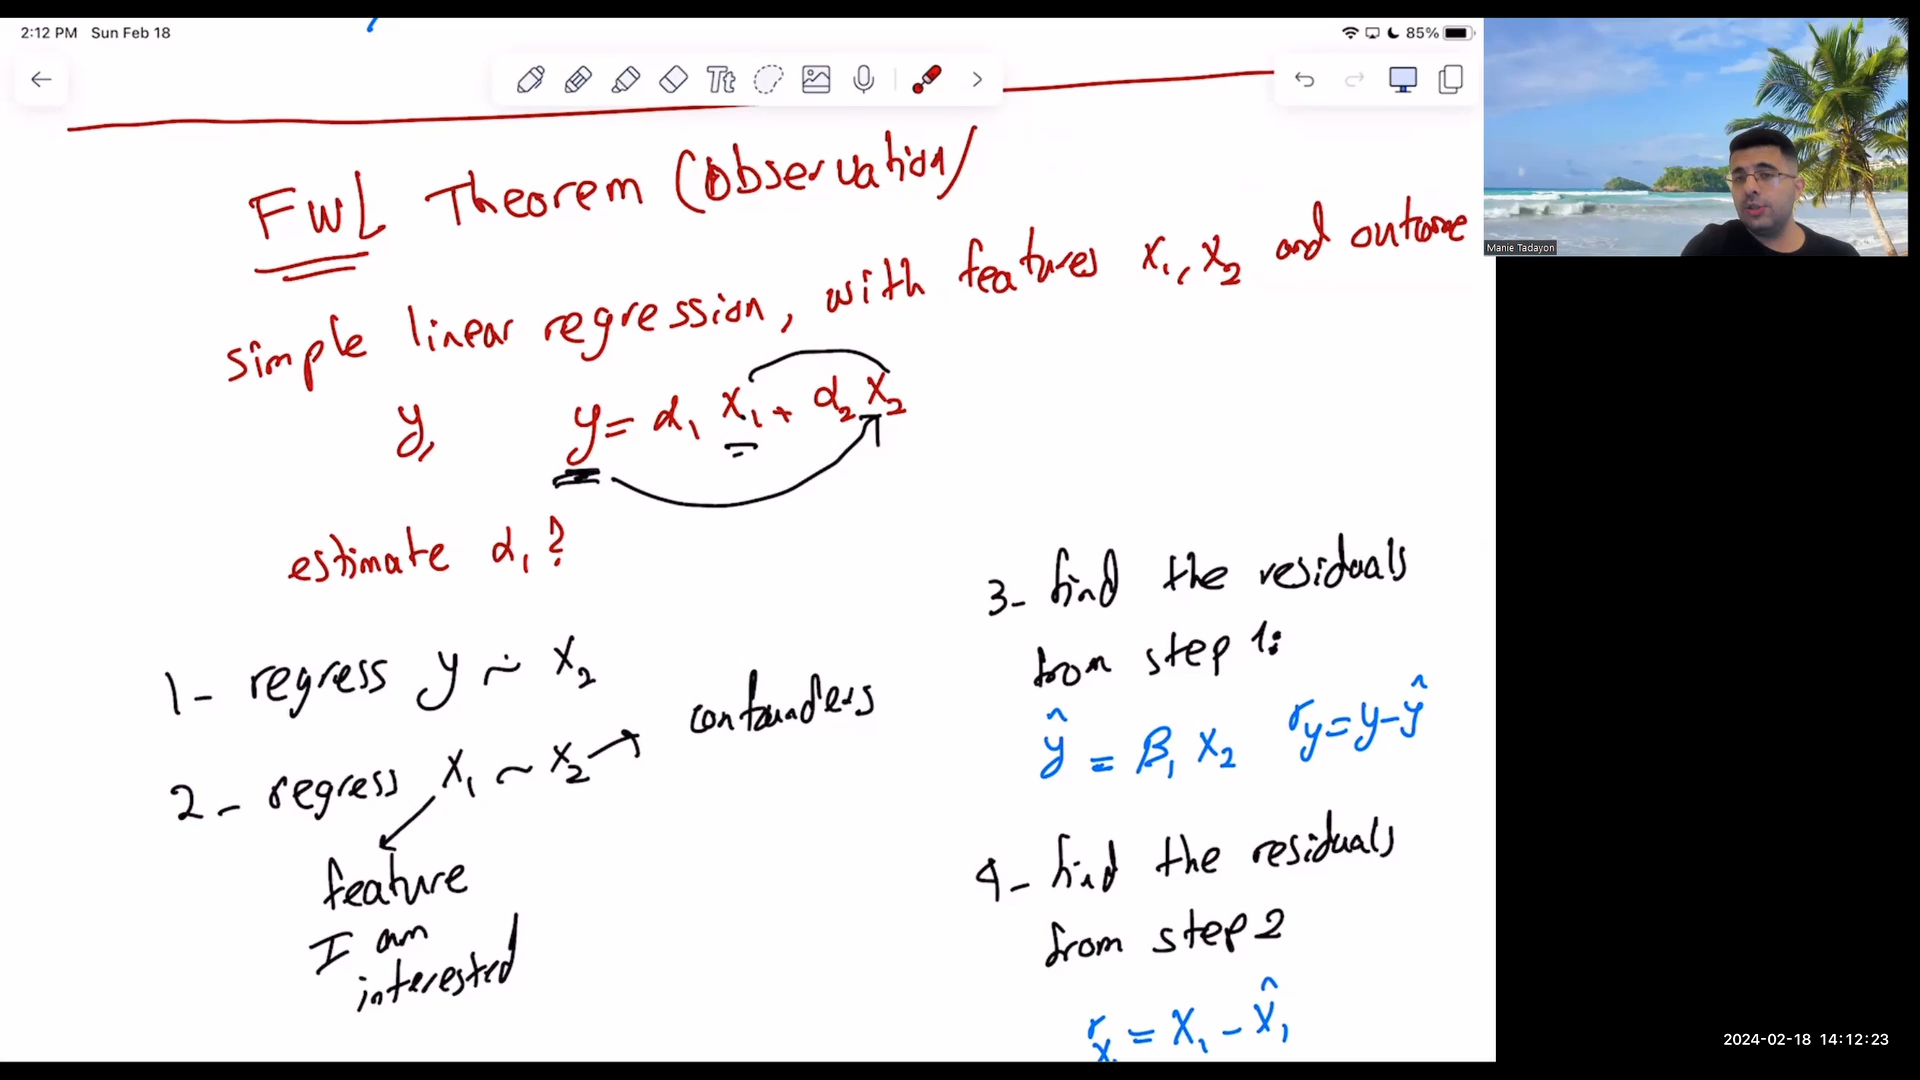 2:12 PM Sun Feb 18
85%
Tt
FWL Theorem (Observation)
simple linear regression, with features x₁, x₂ and outcome
y, y = α₁ x₁ + α₂ x₂
estimate α₁?
1- regress y ~ x₂
2- regress x₁ ~ x₂ → confounders
feature
I am
interested
3- find the residuals
from step 1:
ŷ = β₁ x₂ r_y = y - ŷ
4- find the residuals
from step 2
r_x₁ = x₁ - x̂₁
Manie Tadayon
2024-02-18 14:12:23